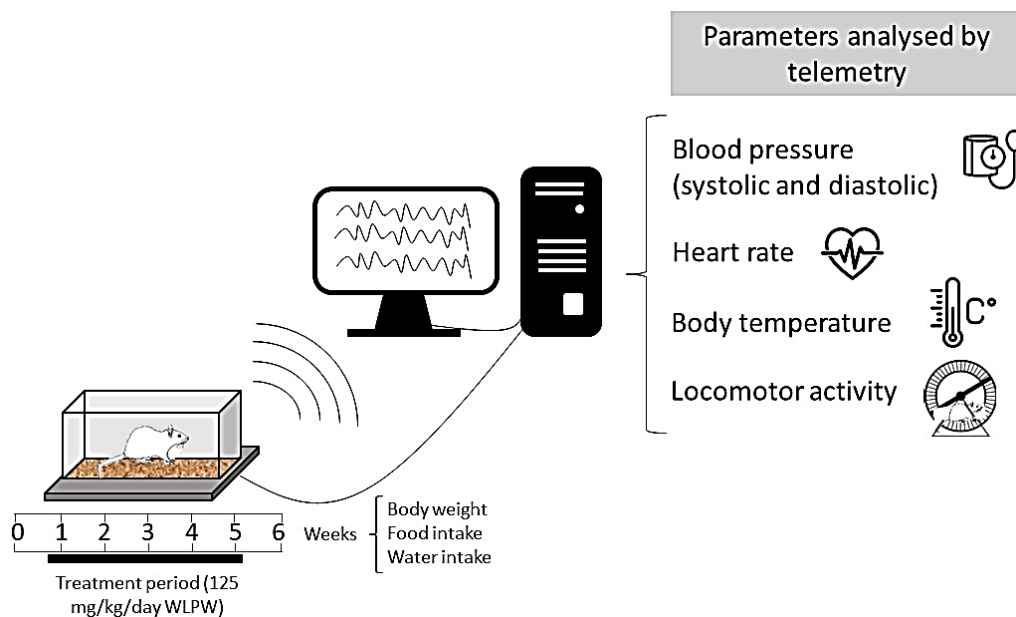 Parameters analysed by
telemetry
Blood pressure
(systolic and diastolic)
Heart rate
Body temperature
C°
Locomotor activity
0 1 2 3 4 5 6
Weeks
Body weight
Food intake
Water intake
Treatment period (125
mg/kg/day WLPW)